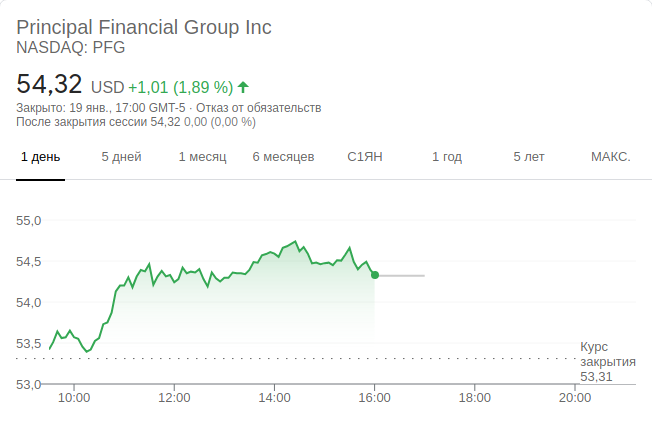 Principal Financial Group Inc
NASDAQ: PFG
54,32 USD +1,01 (1,89 %)
Закрыто: 19 янв., 17:00 GMT-5 · Отказ от обязательств
После закрытия сессии 54,32 0,00 (0,00 %)
1 день 5 дней 1 месяц 6 месяцев С1ЯН 1 год 5 лет МАКС.
55,0
54,5
54,0
53,5
53,0
Курс
закрытия
53,31
10:00 12:00 14:00 16:00 18:00 20:00